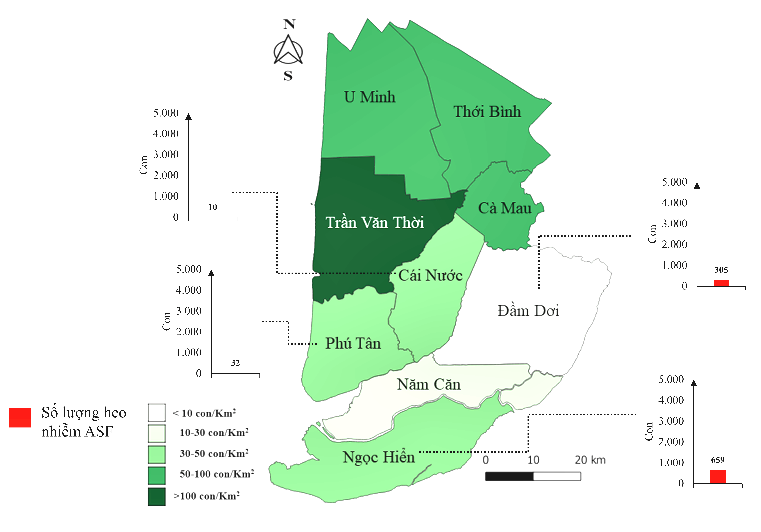 N
S
U Minh
Thới Bình
Trần Văn Thời
Cà Mau
Cái Nước
Đầm Dơi
Phú Tân
Năm Căn
Ngọc Hiển
5.000
4.000
3.000
2.000
1.000
0
Con
10
5.000
4.000
3.000
2.000
1.000
0
Con
32
5.000
4.000
3.000
2.000
1.000
0
Con
305
5.000
4.000
3.000
2.000
1.000
0
Con
659
Số lượng heo
nhiễm ASF
< 10 con/Km²
10-30 con/Km²
30-50 con/Km²
50-100 con/Km²
>100 con/Km²
0 10 20 km